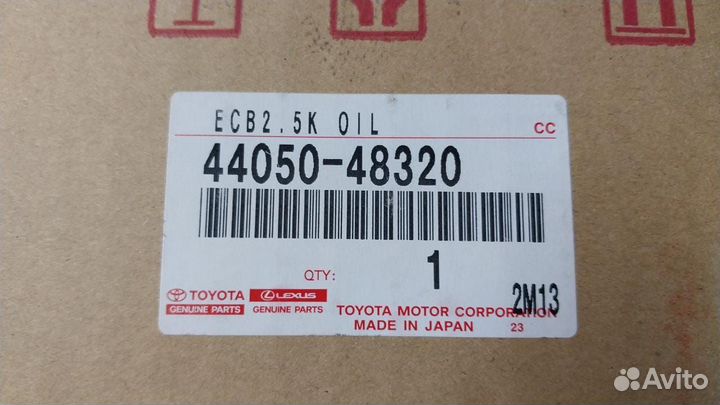 ECB2.5K OIL
CC
44050-48320
QTY: 1
2M13
TOYOTA LEXUS
GENUINE PARTS GENUINE PARTS
TOYOTA MOTOR CORPORATION
MADE IN JAPAN 23
Avito